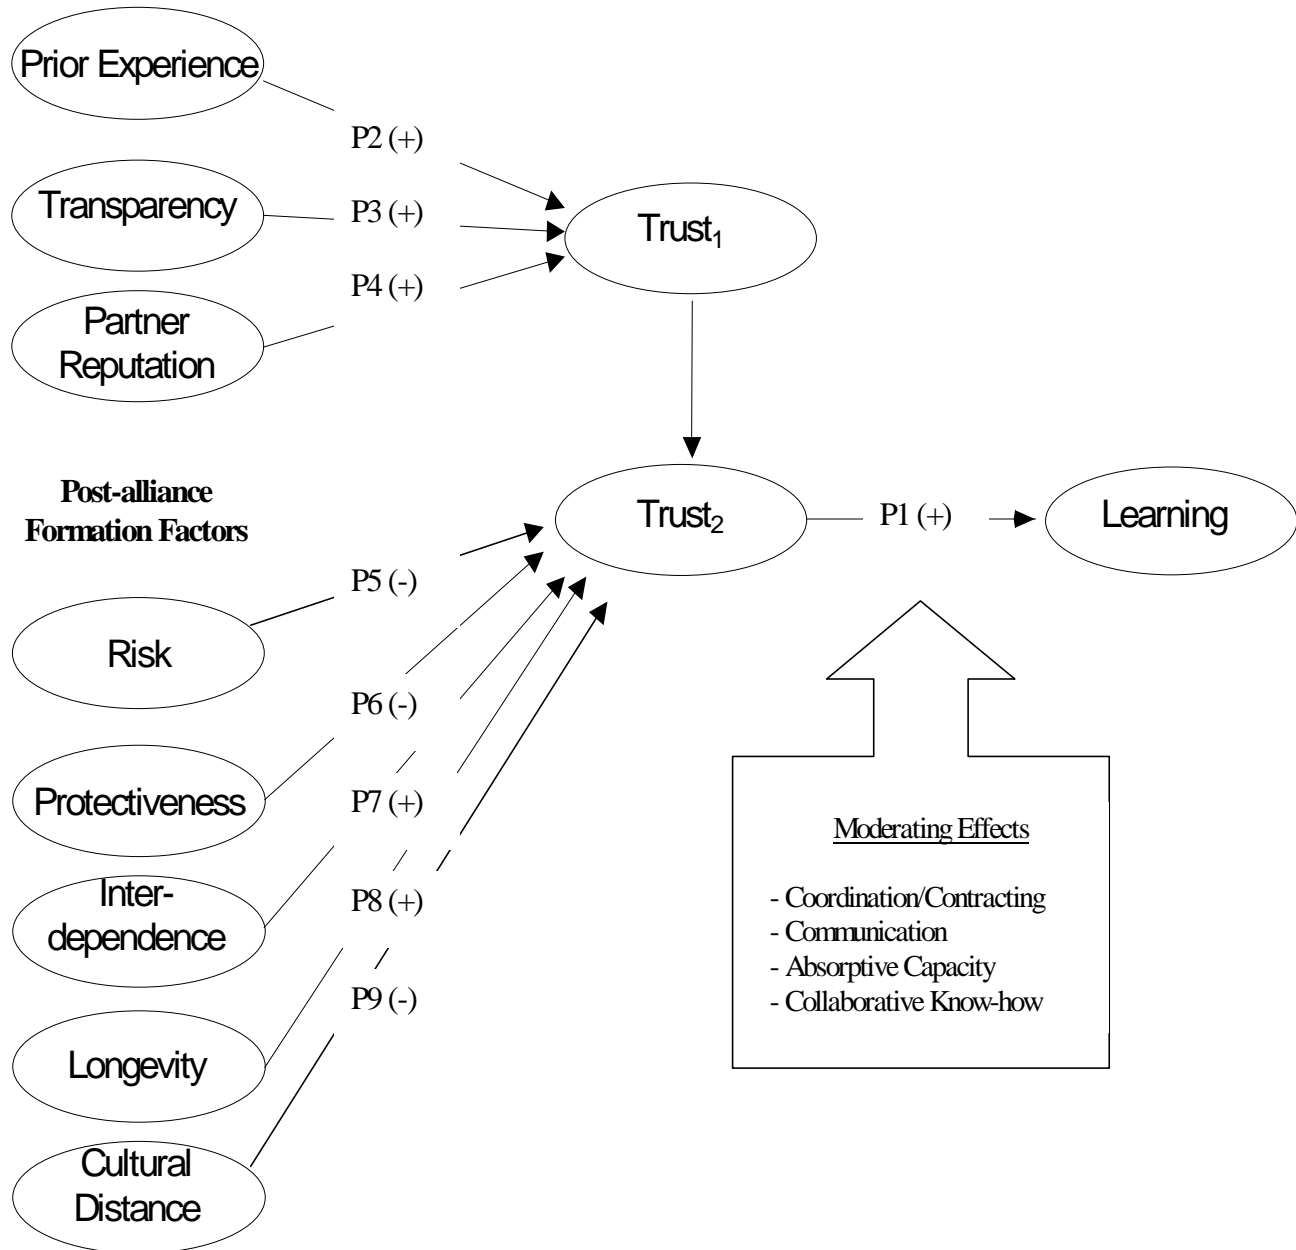 Prior Experience
P2 (+)
Transparency
P3 (+)
Trust₁
P4 (+)
Partner
Reputation
Post-alliance
Formation Factors
Trust₂
P1 (+)
Learning
P5 (-)
Risk
P6 (-)
Protectiveness
P7 (+)
Inter-
dependence
P8 (+)
P9 (-)
Longevity
Cultural
Distance
Moderating Effects
- Coordination/Contracting
- Communication
- Absorptive Capacity
- Collaborative Know-how